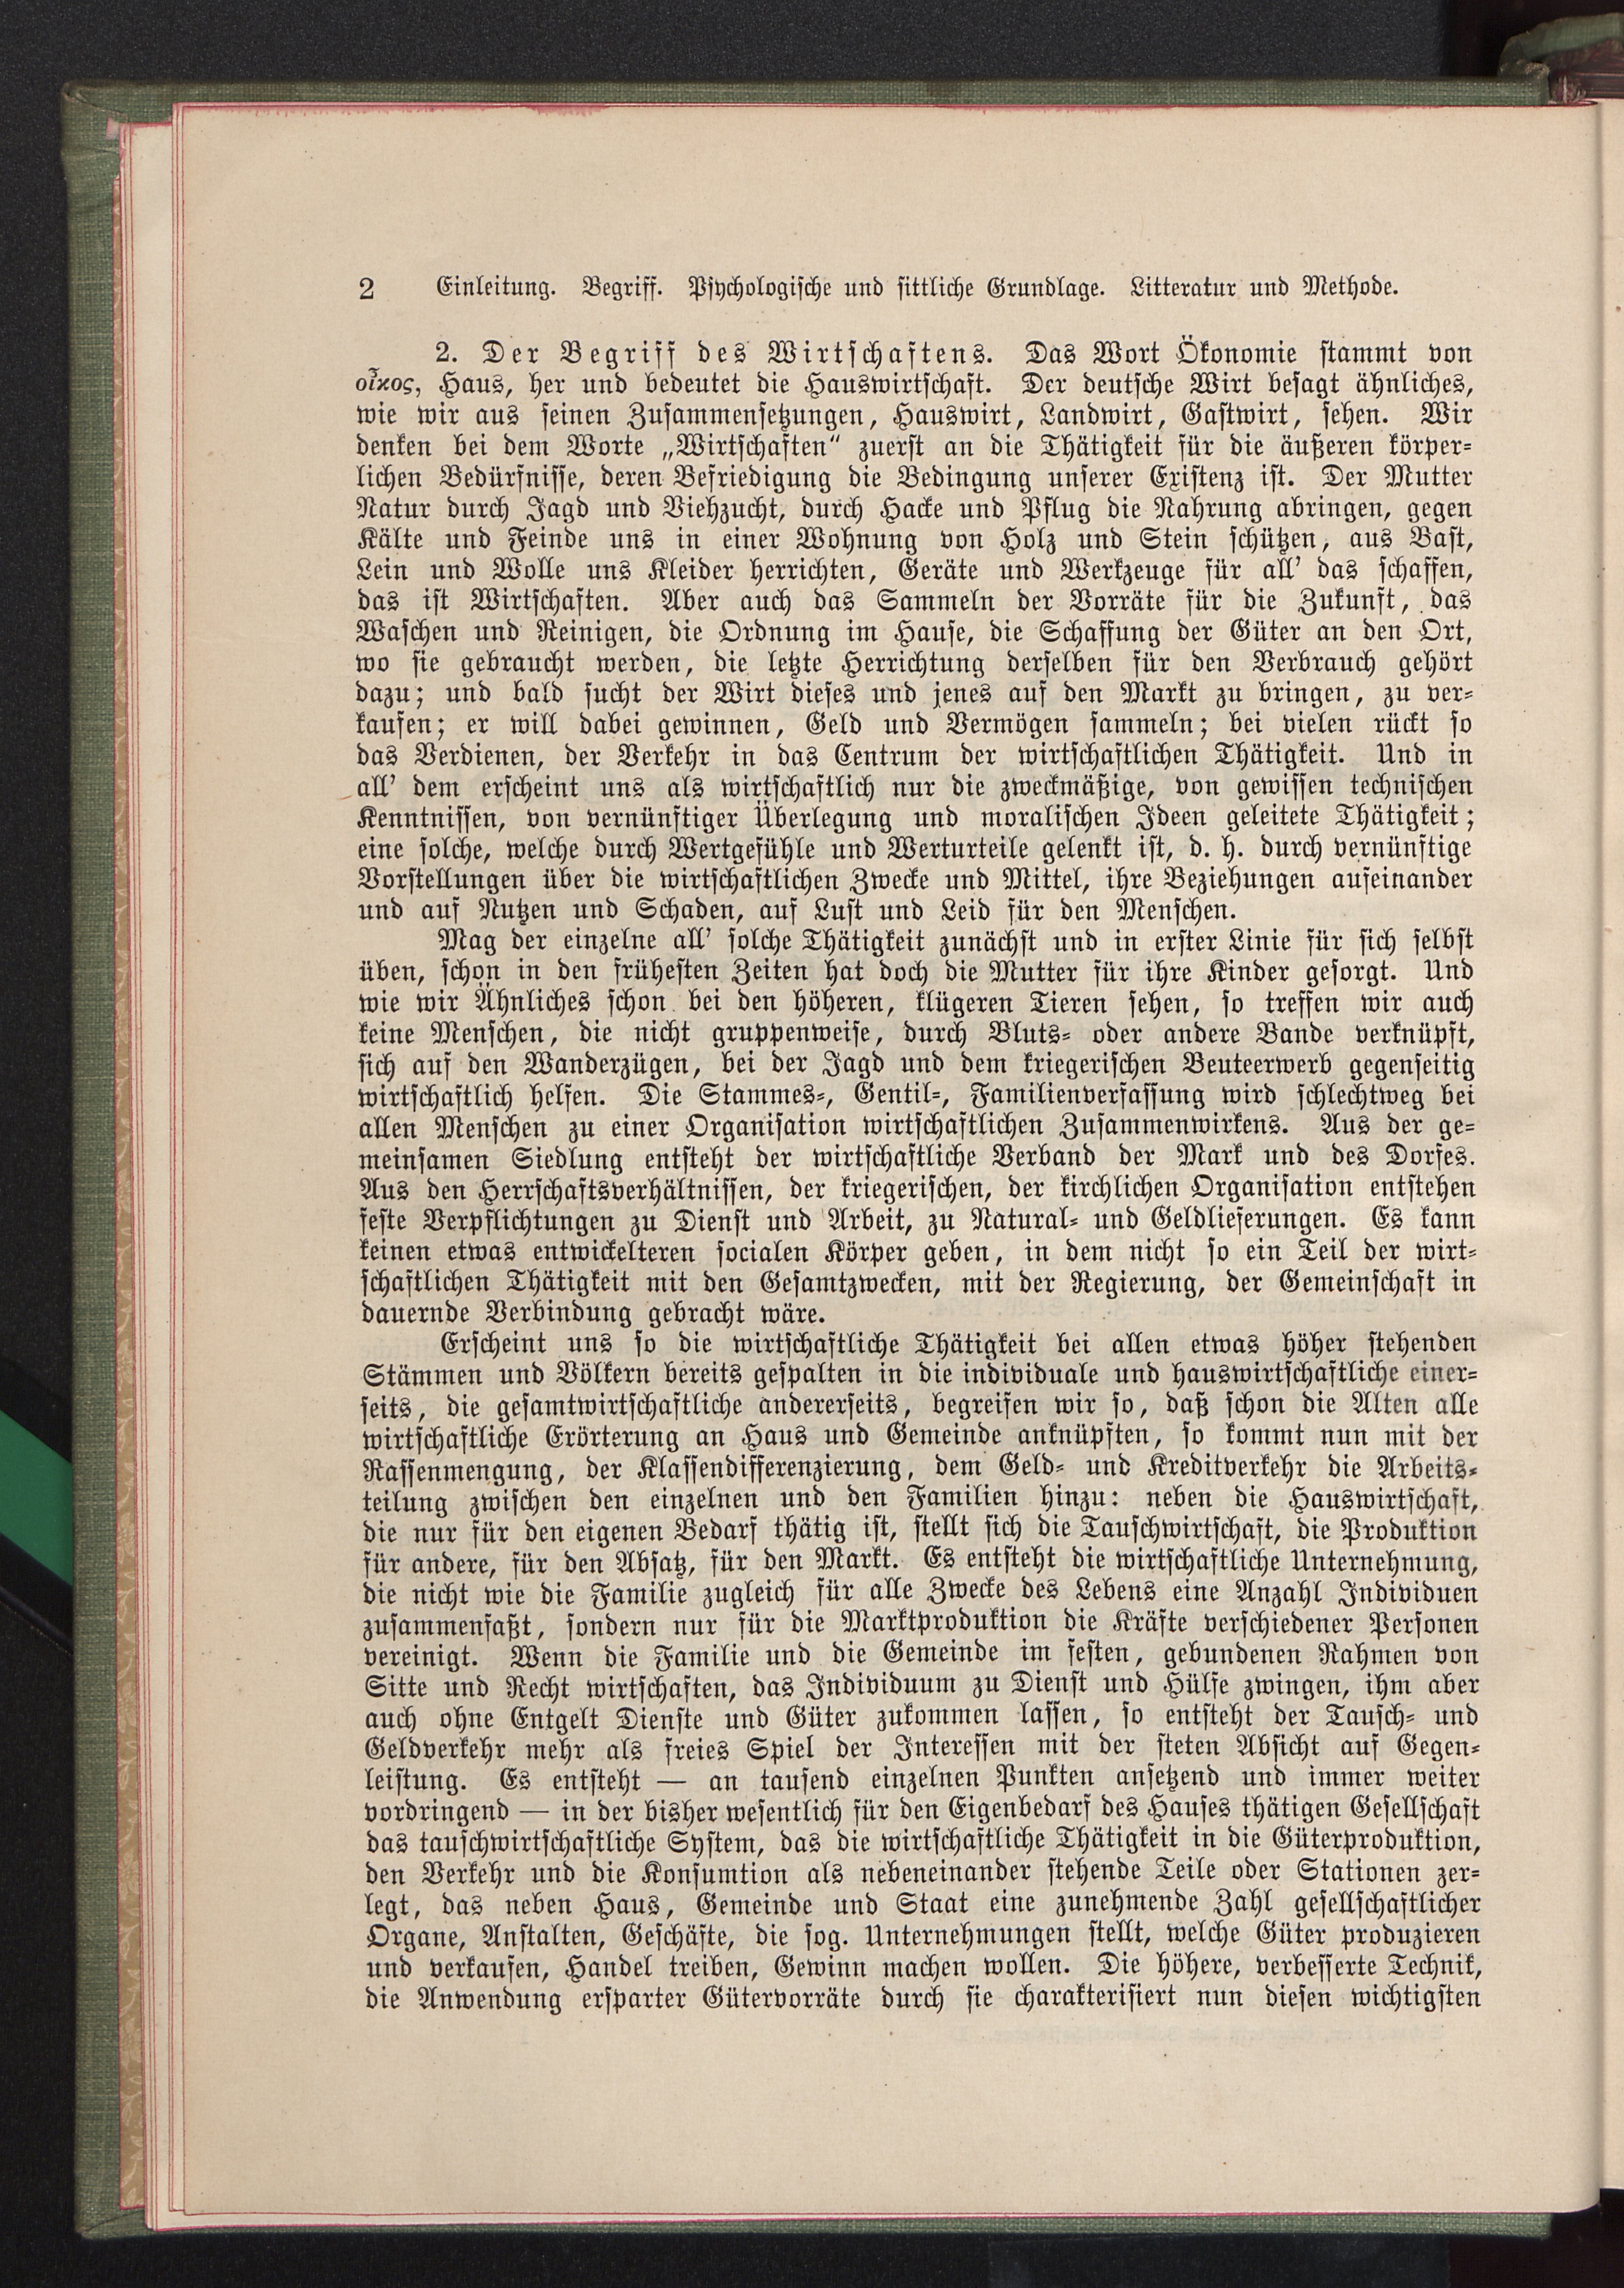 2 Einleitung. Begriff. Psychologische und sittliche Grundlage. Litteratur und Methode.
2. Der Begriff des Wirtschaftens. Das Wort Ökonomie stammt von
οἶκος, Haus, her und bedeutet die Hauswirtschaft. Der deutsche Wirt besagt ähnliches,
wie wir aus seinen Zusammensetzungen, Hauswirt, Landwirt, Gastwirt, sehen. Wir
denken bei dem Worte „Wirtschaften“ zuerst an die Thätigkeit für die äußeren körper-
lichen Bedürfnisse, deren Befriedigung die Bedingung unserer Existenz ist. Der Mutter
Natur durch Jagd und Viehzucht, durch Hacke und Pflug die Nahrung abringen, gegen
Kälte und Feinde uns in einer Wohnung von Holz und Stein schützen, aus Bast,
Lein und Wolle uns Kleider herrichten, Geräte und Werkzeuge für all' das schaffen,
das ist Wirtschaften. Aber auch das Sammeln der Vorräte für die Zukunft, das
Waschen und Reinigen, die Ordnung im Hause, die Schaffung der Güter an den Ort,
wo sie gebraucht werden, die letzte Herrichtung derselben für den Verbrauch gehört
dazu; und bald sucht der Wirt dieses und jenes auf den Markt zu bringen, zu ver-
kaufen; er will dabei gewinnen, Geld und Vermögen sammeln; bei vielen rückt so
das Verdienen, der Verkehr in das Centrum der wirtschaftlichen Thätigkeit. Und in
all' dem erscheint uns als wirtschaftlich nur die zweckmäßige, von gewissen technischen
Kenntnissen, von vernünftiger Überlegung und moralischen Ideen geleitete Thätigkeit;
eine solche, welche durch Wertgefühle und Werturteile gelenkt ist, d. h. durch vernünftige
Vorstellungen über die wirtschaftlichen Zwecke und Mittel, ihre Beziehungen aufeinander
und auf Nutzen und Schaden, auf Lust und Leid für den Menschen.
Mag der einzelne all' solche Thätigkeit zunächst und in erster Linie für sich selbst
üben, schon in den frühesten Zeiten hat doch die Mutter für ihre Kinder gesorgt. Und
wie wir Ähnliches schon bei den höheren, klügeren Tieren sehen, so treffen wir auch
keine Menschen, die nicht gruppenweise, durch Bluts- oder andere Bande verknüpft,
sich auf den Wanderzügen, bei der Jagd und dem kriegerischen Beuteerwerb gegenseitig
wirtschaftlich helfen. Die Stammes-, Gentil-, Familienverfassung wird schlechtweg bei
allen Menschen zu einer Organisation wirtschaftlichen Zusammenwirkens. Aus der ge-
meinsamen Siedlung entsteht der wirtschaftliche Verband der Mark und des Dorfes.
Aus den Herrschaftsverhältnissen, der kriegerischen, der kirchlichen Organisation entstehen
feste Verpflichtungen zu Dienst und Arbeit, zu Natural- und Geldlieferungen. Es kann
keinen etwas entwickelteren socialen Körper geben, in dem nicht so ein Teil der wirt-
schaftlichen Thätigkeit mit den Gesamtzwecken, mit der Regierung, der Gemeinschaft in
dauernde Verbindung gebracht wäre.
Erscheint uns so die wirtschaftliche Thätigkeit bei allen etwas höher stehenden
Stämmen und Völkern bereits gespalten in die individuale und hauswirtschaftliche einer-
seits, die gesamtwirtschaftliche andererseits, begreifen wir so, daß schon die Alten alle
wirtschaftliche Erörterung an Haus und Gemeinde anknüpften, so kommt nun mit der
Rassenmengung, der Klassendifferenzierung, dem Geld- und Kreditverkehr die Arbeits-
teilung zwischen den einzelnen und den Familien hinzu: neben die Hauswirtschaft,
die nur für den eigenen Bedarf thätig ist, stellt sich die Tauschwirtschaft, die Produktion
für andere, für den Absatz, für den Markt. Es entsteht die wirtschaftliche Unternehmung,
die nicht wie die Familie zugleich für alle Zwecke des Lebens eine Anzahl Individuen
zusammenfaßt, sondern nur für die Marktproduktion die Kräfte verschiedener Personen
vereinigt. Wenn die Familie und die Gemeinde im festen, gebundenen Rahmen von
Sitte und Recht wirtschaften, das Individuum zu Dienst und Hülfe zwingen, ihm aber
auch ohne Entgelt Dienste und Güter zukommen lassen, so entsteht der Tausch- und
Geldverkehr mehr als freies Spiel der Interessen mit der steten Absicht auf Gegen-
leistung. Es entsteht — an tausend einzelnen Punkten ansetzend und immer weiter
vordringend — in der bisher wesentlich für den Eigenbedarf des Hauses thätigen Gesellschaft
das tauschwirtschaftliche System, das die wirtschaftliche Thätigkeit in die Güterproduktion,
den Verkehr und die Konsumtion als nebeneinander stehende Teile oder Stationen zer-
legt, das neben Haus, Gemeinde und Staat eine zunehmende Zahl gesellschaftlicher
Organe, Anstalten, Geschäfte, die sog. Unternehmungen stellt, welche Güter produzieren
und verkaufen, Handel treiben, Gewinn machen wollen. Die höhere, verbesserte Technik,
die Anwendung ersparter Gütervorräte durch sie charakterisiert nun diesen wichtigsten